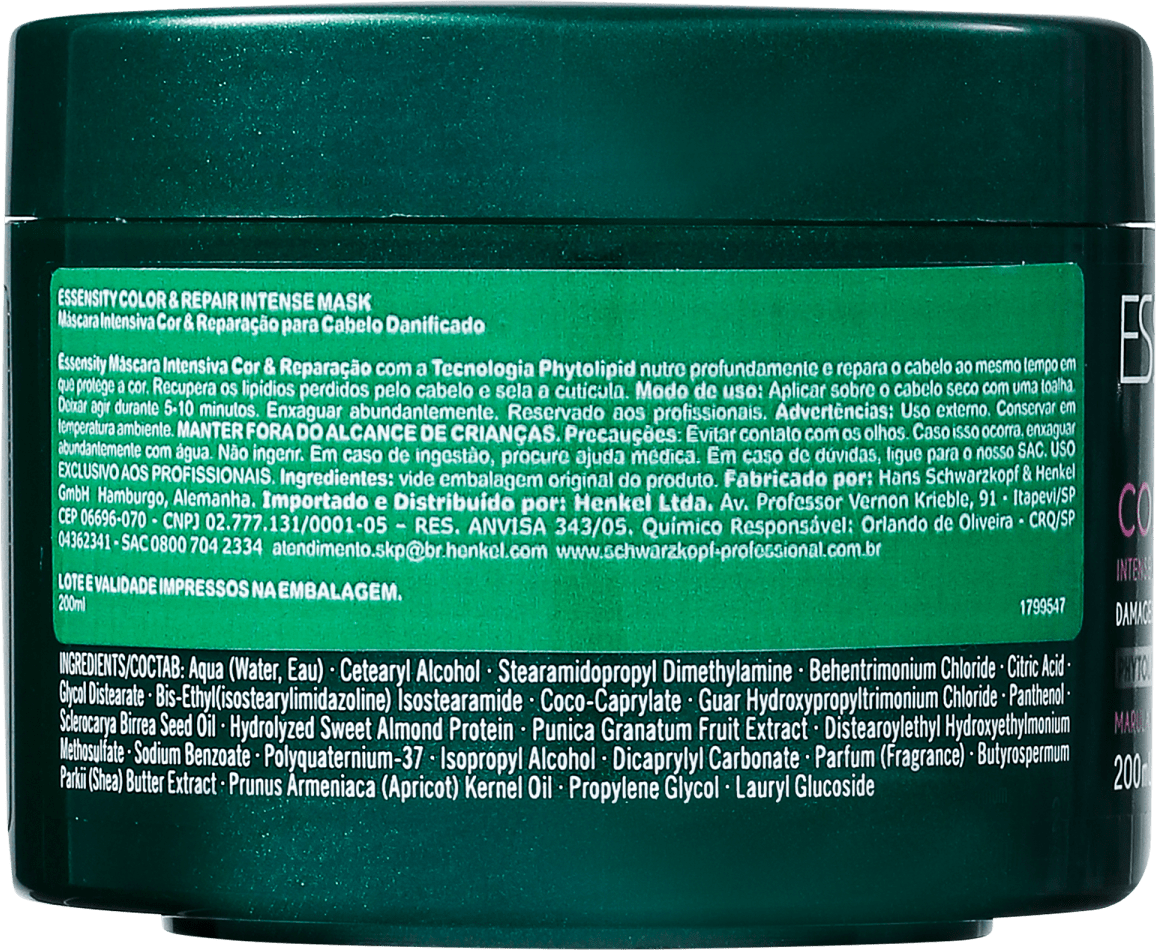 ESSENSITY COLOR & REPAIR INTENSE MASK
Máscara Intensiva Cor & Reparação para Cabelo Danificado
Essensity Máscara Intensiva Cor & Reparação com a Tecnologia Phytolipid nutre profundamente e repara o cabelo ao mesmo tempo em
que protege a cor. Recupera os lipídios perdidos pelo cabelo e sela a cutícula. Modo de uso: Aplicar sobre o cabelo seco com uma toalha.
Deixar agir durante 5-10 minutos. Enxaguar abundantemente. Reservado aos profissionais. Advertências: Uso externo. Conservar em
temperatura ambiente. MANTER FORA DO ALCANCE DE CRIANÇAS. Precauções: Evitar contato com os olhos. Caso isso ocorra, enxaguar
abundantemente com água. Não ingerir. Em caso de ingestão, procure ajuda médica. Em caso de dúvidas, ligue para o nosso SAC. USO
EXCLUSIVO AOS PROFISSIONAIS. Ingredientes: vide embalagem original do produto. Fabricado por: Hans Schwarzkopf & Henkel
GmbH Hamburgo, Alemanha. Importado e Distribuído por: Henkel Ltda. Av. Professor Vernon Krieble, 91 - Itapevi/SP
CEP 06696-070 - CNPJ 02.777.131/0001-05 – RES. ANVISA 343/05. Químico Responsável: Orlando de Oliveira - CRQ/SP
04362341 - SAC 0800 704 2334 atendimento.skp@br.henkel.com www.schwarzkopf-professional.com.br
LOTE E VALIDADE IMPRESSOS NA EMBALAGEM.
200ml 1799547
INGREDIENTS/COCTAB: Aqua (Water, Eau) · Cetearyl Alcohol · Stearamidopropyl Dimethylamine · Behentrimonium Chloride · Citric Acid ·
Glycol Distearate · Bis-Ethyl(isostearylimidazoline) Isostearamide · Coco-Caprylate · Guar Hydroxypropyltrimonium Chloride · Panthenol ·
Sclerocarya Birrea Seed Oil · Hydrolyzed Sweet Almond Protein · Punica Granatum Fruit Extract · Distearoylethyl Hydroxyethylmonium
Methosulfate · Sodium Benzoate · Polyquaternium-37 · Isopropyl Alcohol · Dicaprylyl Carbonate · Parfum (Fragrance) · Butyrospermum
Parkii (Shea) Butter Extract · Prunus Armeniaca (Apricot) Kernel Oil · Propylene Glycol · Lauryl Glucoside
ES
CO
INTENSE
DAMAGE
200m